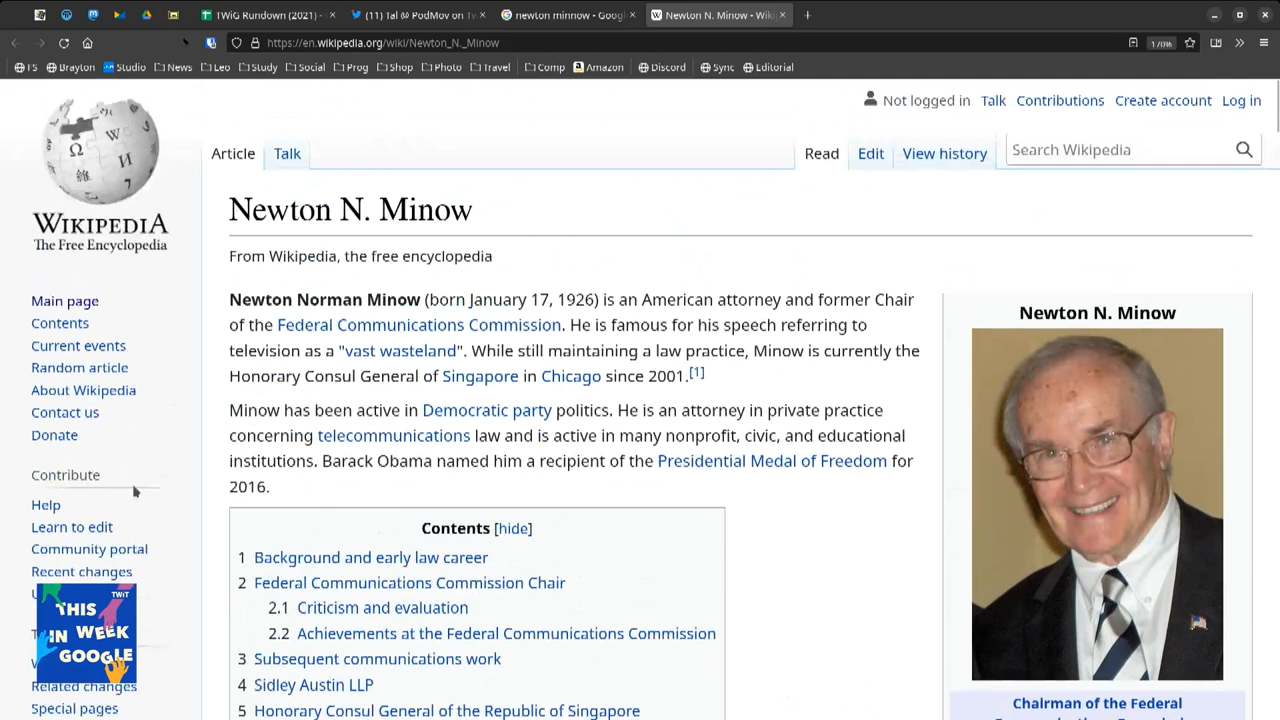 TWiG Rundown (2021) -
(11) Tal @ PodMov on Tw
newton minnow - Googl
Newton N. Minow - Wiki
https://en.wikipedia.org/wiki/Newton_N._Minow
170%
FS Brayton Studio News Leo Study Social Prog Shop Photo Travel Comp Amazon Discord Sync Editorial
Not logged in Talk Contributions Create account Log in
Article Talk Read Edit View history Search Wikipedia
WIKIPEDIA
The Free Encyclopedia
Newton N. Minow
From Wikipedia, the free encyclopedia
Main page
Contents
Current events
Random article
About Wikipedia
Contact us
Donate
Contribute
Help
Learn to edit
Community portal
Recent changes
TWiT
THIS
IN WEEK
GOOGLE
Related changes
Special pages
Newton Norman Minow (born January 17, 1926) is an American attorney and former Chair
of the Federal Communications Commission. He is famous for his speech referring to
television as a "vast wasteland". While still maintaining a law practice, Minow is currently the
Honorary Consul General of Singapore in Chicago since 2001.[1]
Minow has been active in Democratic party politics. He is an attorney in private practice
concerning telecommunications law and is active in many nonprofit, civic, and educational
institutions. Barack Obama named him a recipient of the Presidential Medal of Freedom for
2016.
Contents [hide]
1 Background and early law career
2 Federal Communications Commission Chair
2.1 Criticism and evaluation
2.2 Achievements at the Federal Communications Commission
3 Subsequent communications work
4 Sidley Austin LLP
5 Honorary Consul General of the Republic of Singapore
Newton N. Minow
Chairman of the Federal